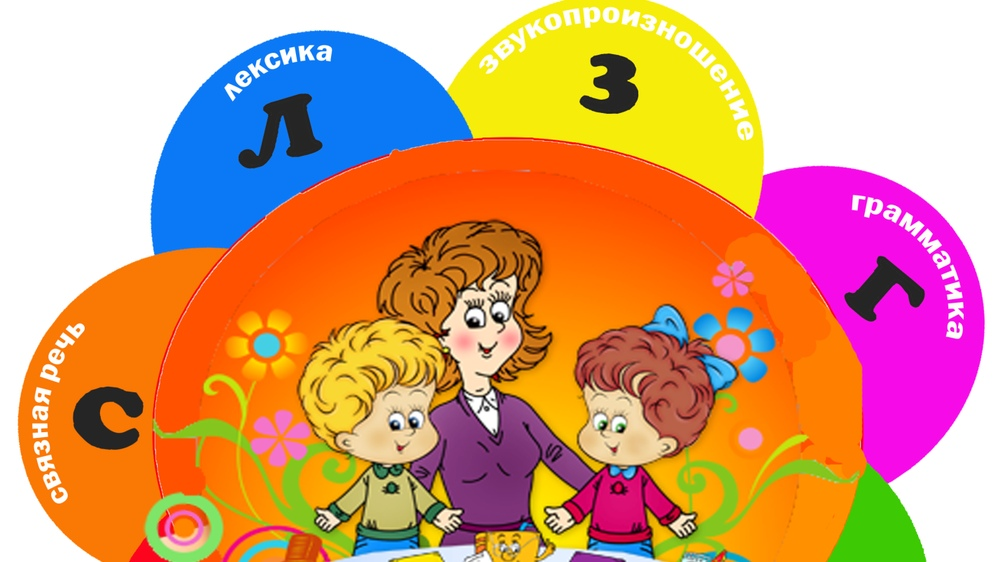 связная речь
С
лексика
Л
звукопроизношение
З
грамматика
Г